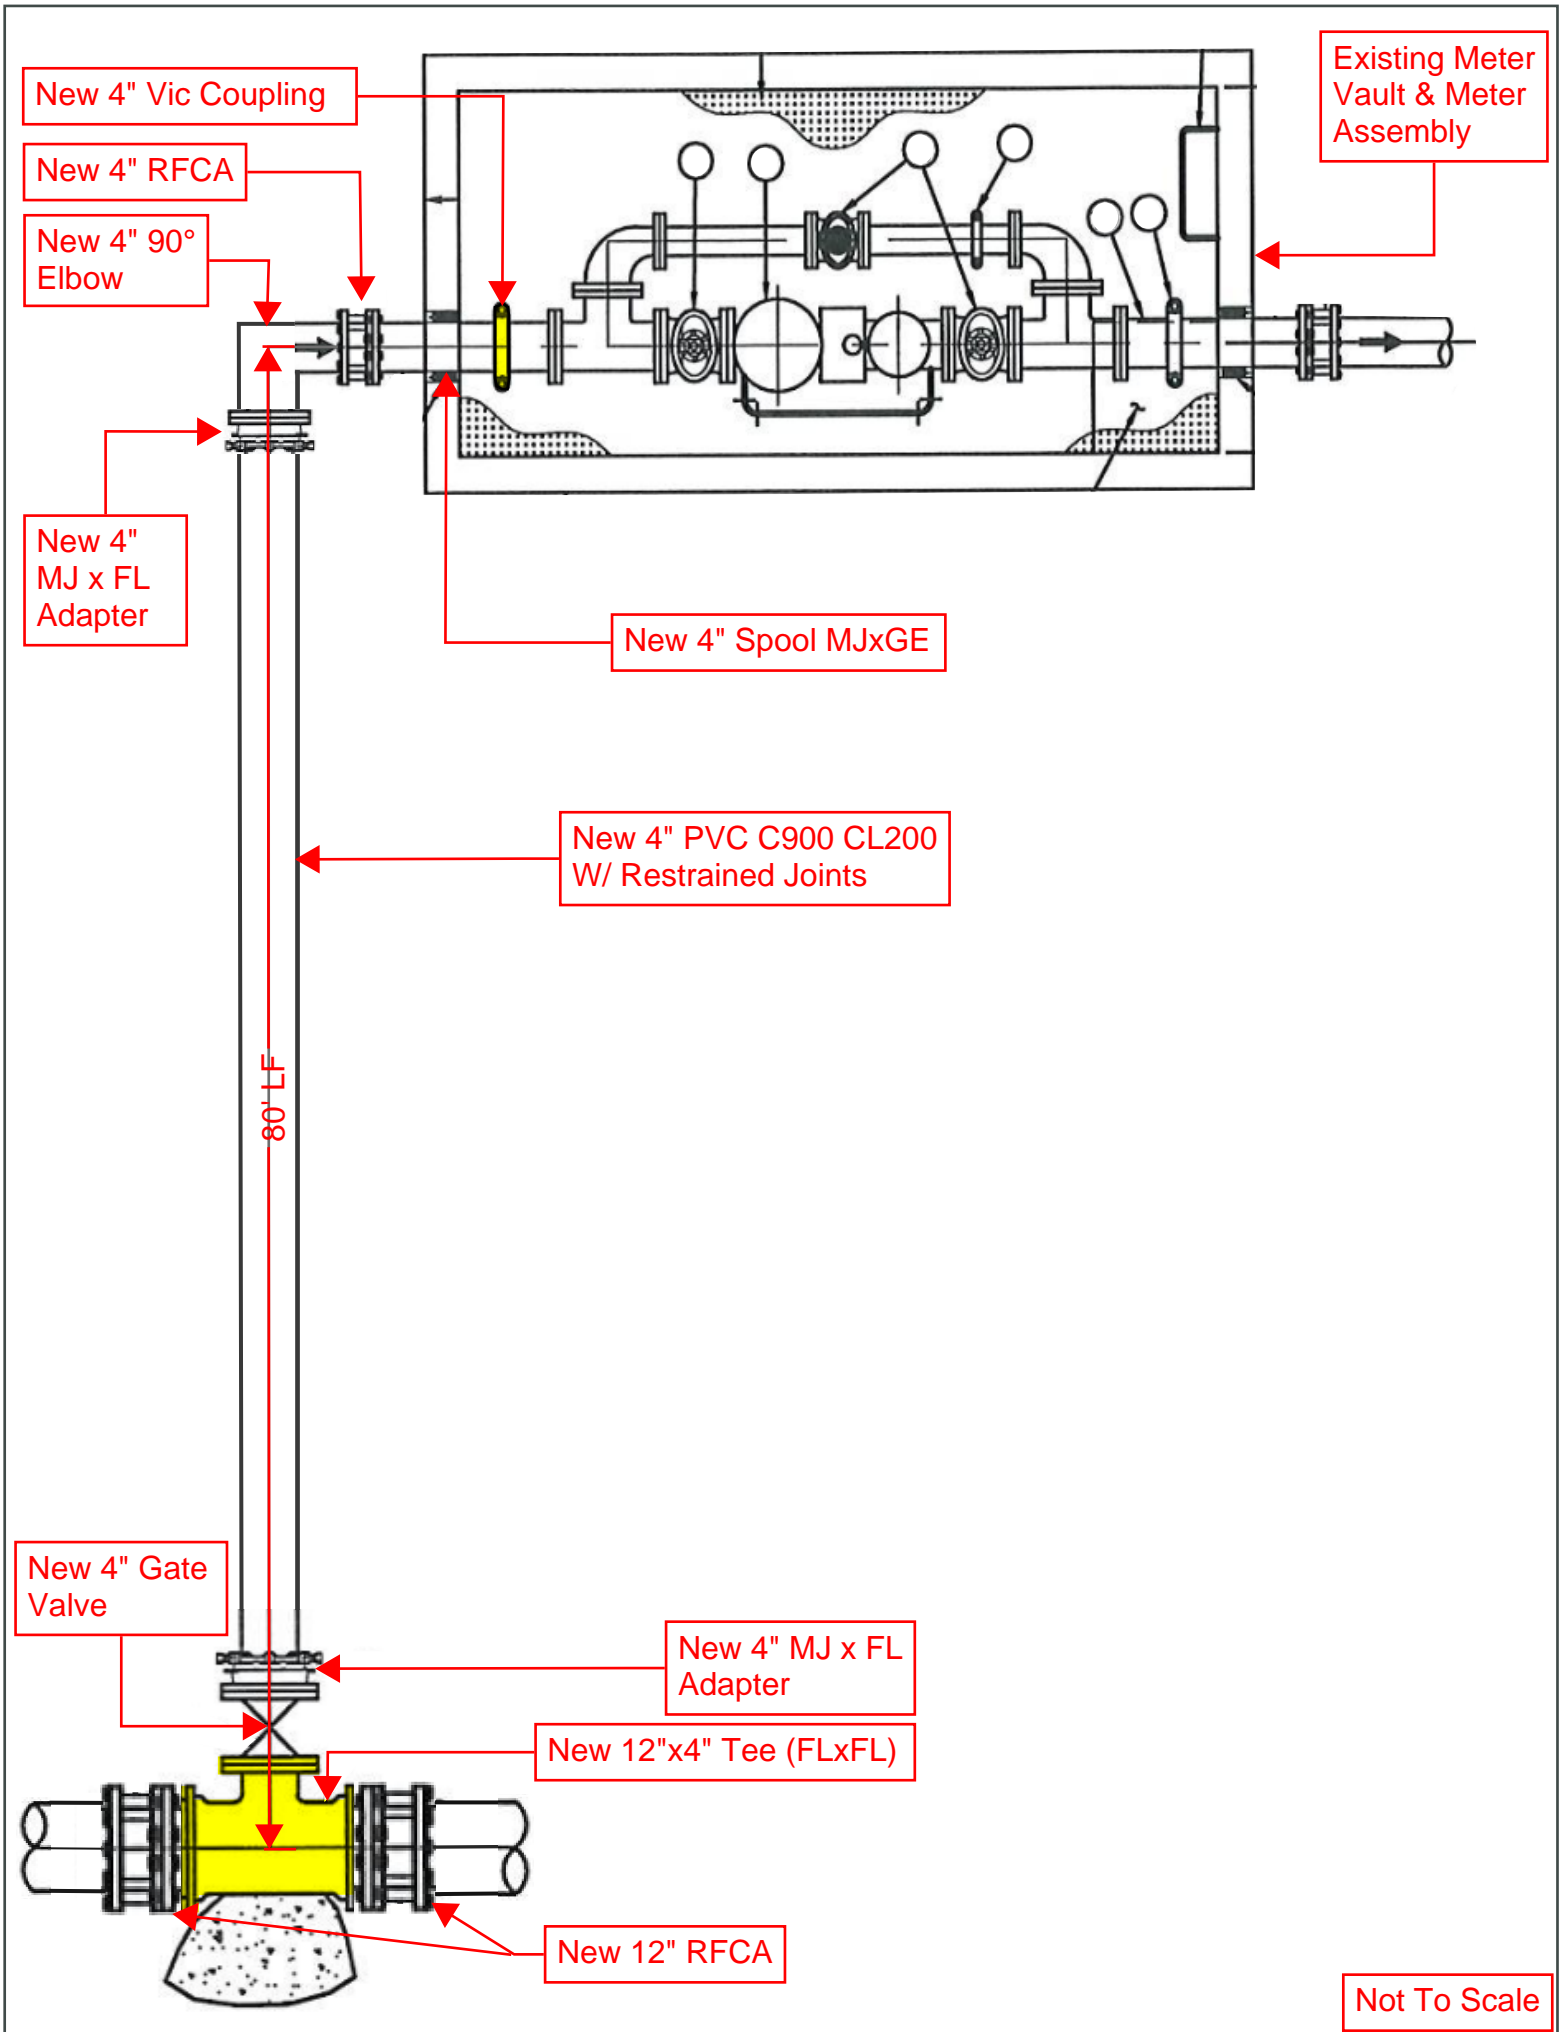 New 4" Vic Coupling
New 4" RFCA
New 4" 90°
Elbow
Existing Meter
Vault & Meter
Assembly
New 4"
MJ x FL
Adapter
New 4" Spool MJxGE
New 4" PVC C900 CL200
W/ Restrained Joints
80' LF
New 4" Gate
Valve
New 4" MJ x FL
Adapter
New 12"x4" Tee (FLxFL)
New 12" RFCA
Not To Scale